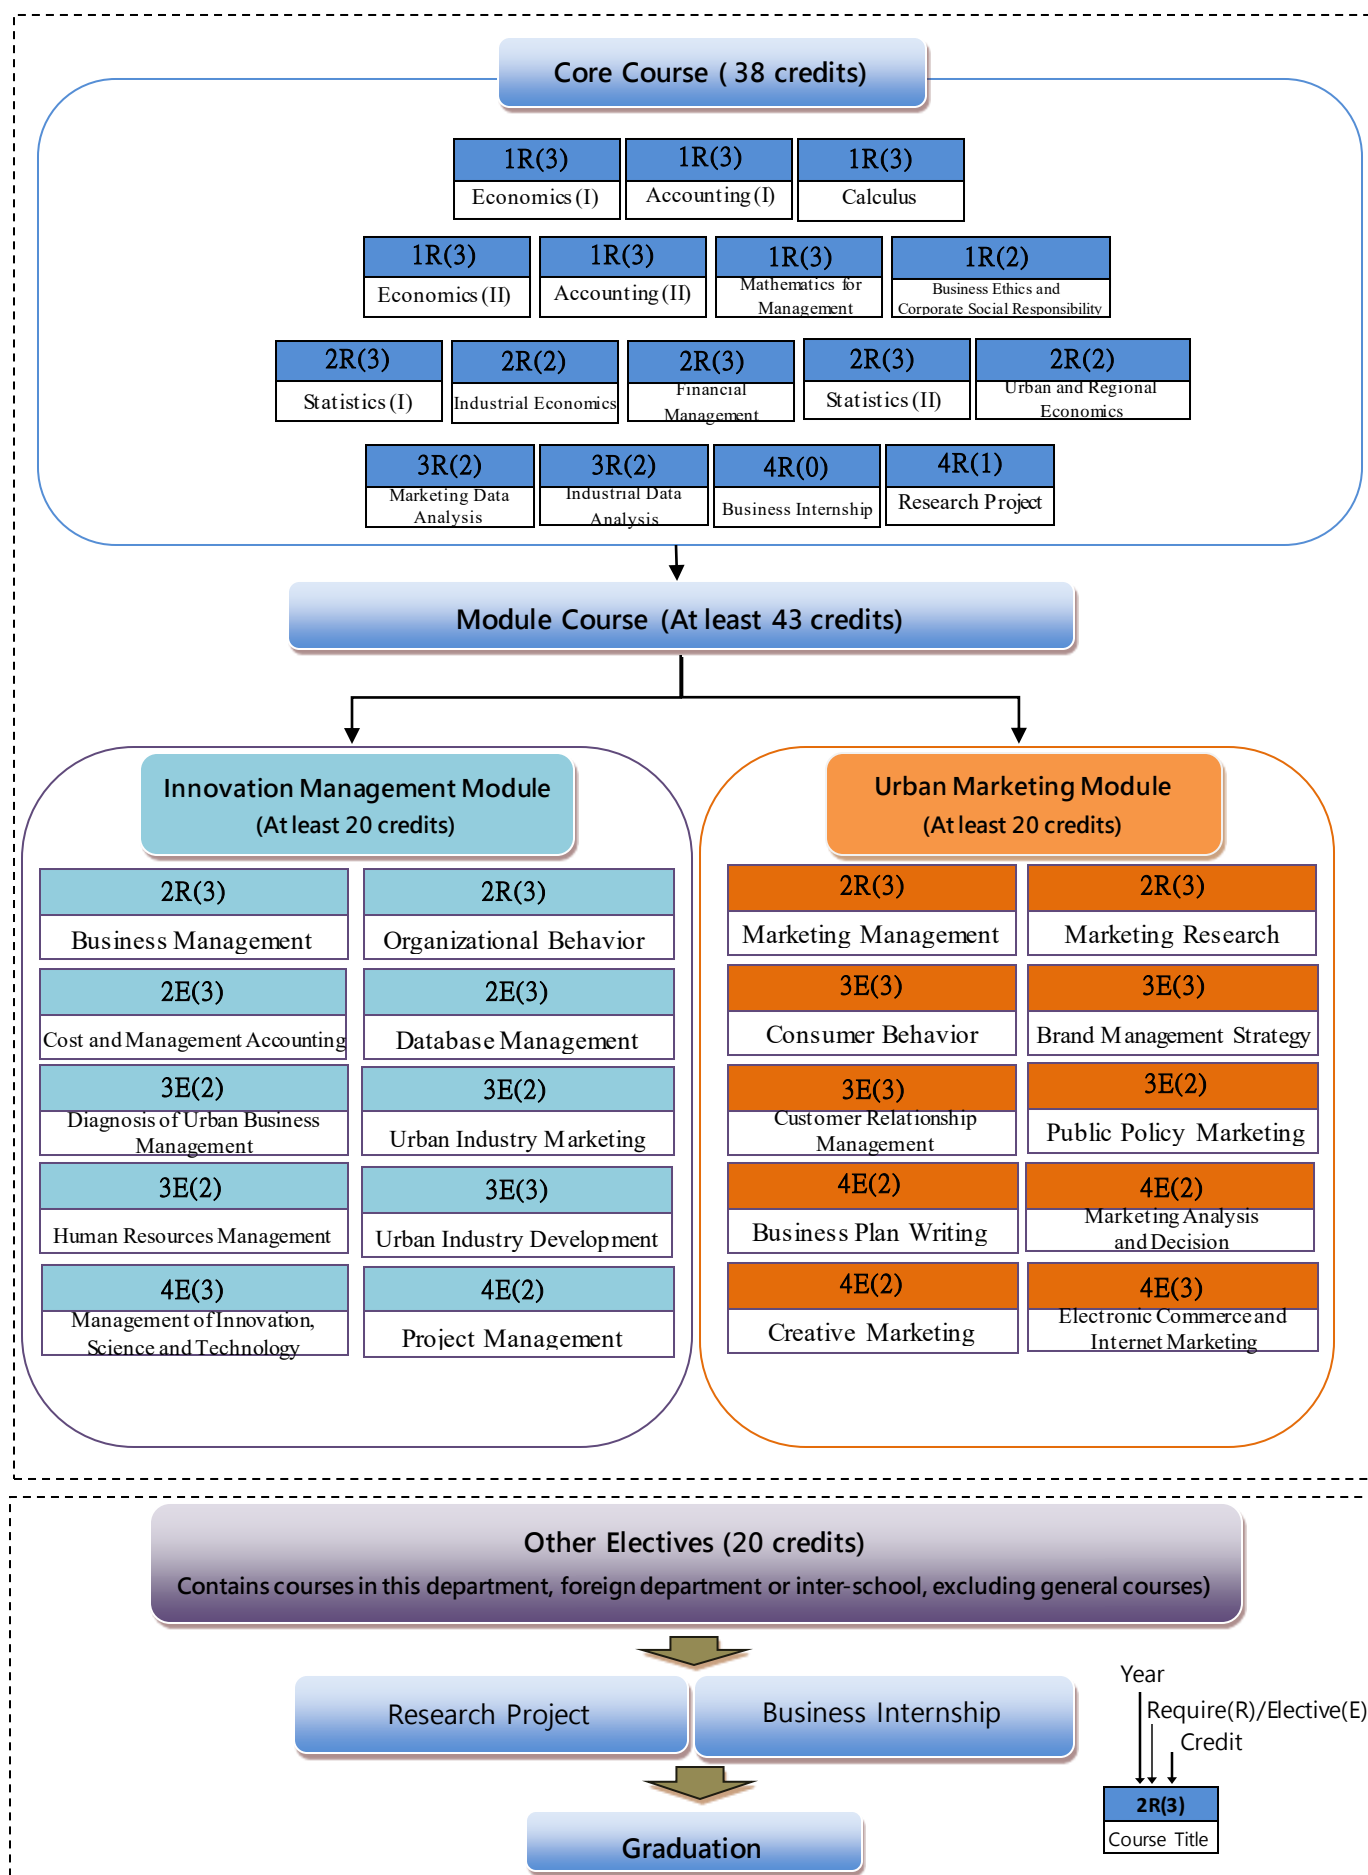 Core Course ( 38 credits)
1R(3) 1R(3) 1R(3)
Economics (I) Accounting (I) Calculus
1R(3) 1R(3) 1R(3) 1R(2)
Economics (II) Accounting (II) Mathematics for Management Business Ethics and Corporate Social Responsibility
2R(3) 2R(2) 2R(3) 2R(3) 2R(2)
Statistics (I) Industrial Economics Financial Management Statistics (II) Urban and Regional Economics
3R(2) 3R(2) 4R(0) 4R(1)
Marketing Data Analysis Industrial Data Analysis Business Internship Research Project
Module Course (At least 43 credits)
Innovation Management Module
(At least 20 credits)
2R(3) 2R(3)
Business Management Organizational Behavior
2E(3) 2E(3)
Cost and Management Accounting Database Management
3E(2) 3E(2)
Diagnosis of Urban Business Management Urban Industry Marketing
3E(2) 3E(3)
Human Resources Management Urban Industry Development
4E(3) 4E(2)
Management of Innovation, Science and Technology Project Management
Urban Marketing Module
(At least 20 credits)
2R(3) 2R(3)
Marketing Management Marketing Research
3E(3) 3E(3)
Consumer Behavior Brand Management Strategy
3E(3) 3E(2)
Customer Relationship Management Public Policy Marketing
4E(2) 4E(2)
Business Plan Writing Marketing Analysis and Decision
4E(2) 4E(3)
Creative Marketing Electronic Commerce and Internet Marketing
Other Electives (20 credits)
Contains courses in this department, foreign department or inter-school, excluding general courses)
Research Project Business Internship
Graduation
Year
Require(R)/Elective(E)
Credit
2R(3)
Course Title